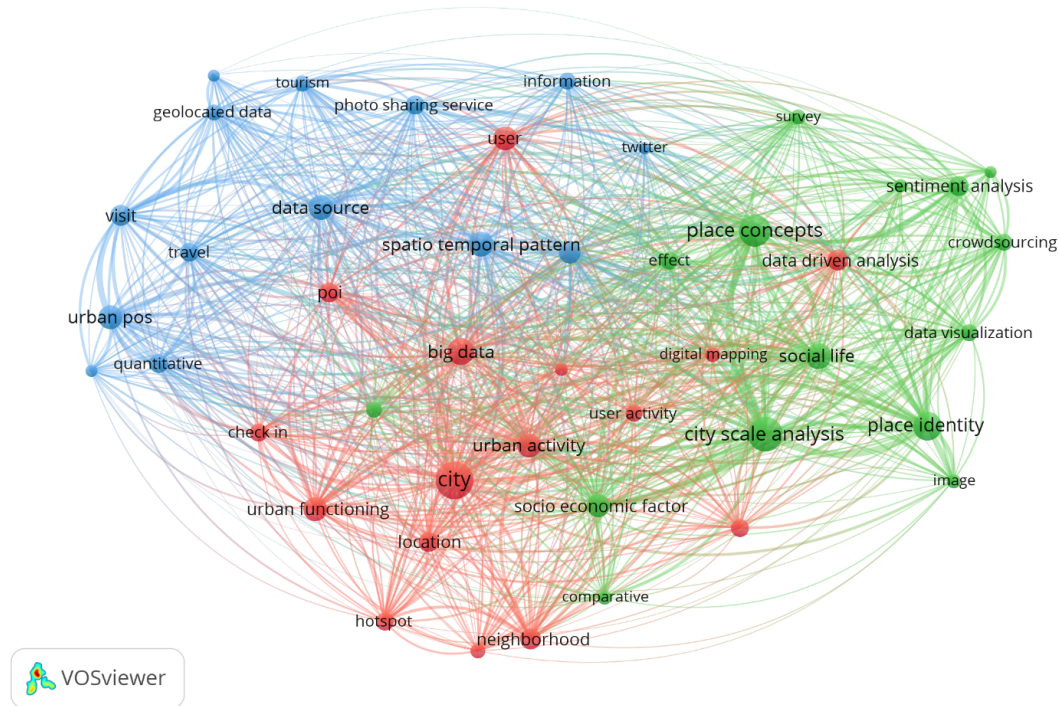 tourism
information
geolocated data
photo sharing service
survey
user
twitter
sentiment analysis
visit
data source
place concepts
crowdsourcing
travel
spatio temporal pattern
effect
data driven analysis
poi
urban pos
data visualization
quantitative
big data
digital mapping
social life
user activity
check in
urban activity
city scale analysis
place identity
city
image
urban functioning
socio economic factor
location
comparative
hotspot
neighborhood
VOSviewer